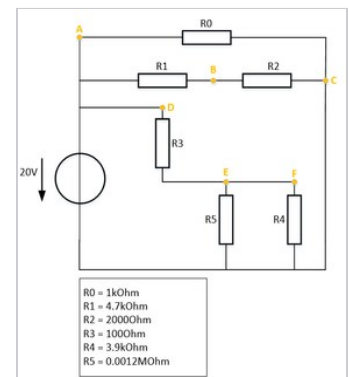 R0
A
R1
B
R2
C
D
R3
20V
E
F
R5
R4
R0 = 1kOhm
R1 = 4.7kOhm
R2 = 2000Ohm
R3 = 100Ohm
R4 = 3.9kOhm
R5 = 0.0012MOhm